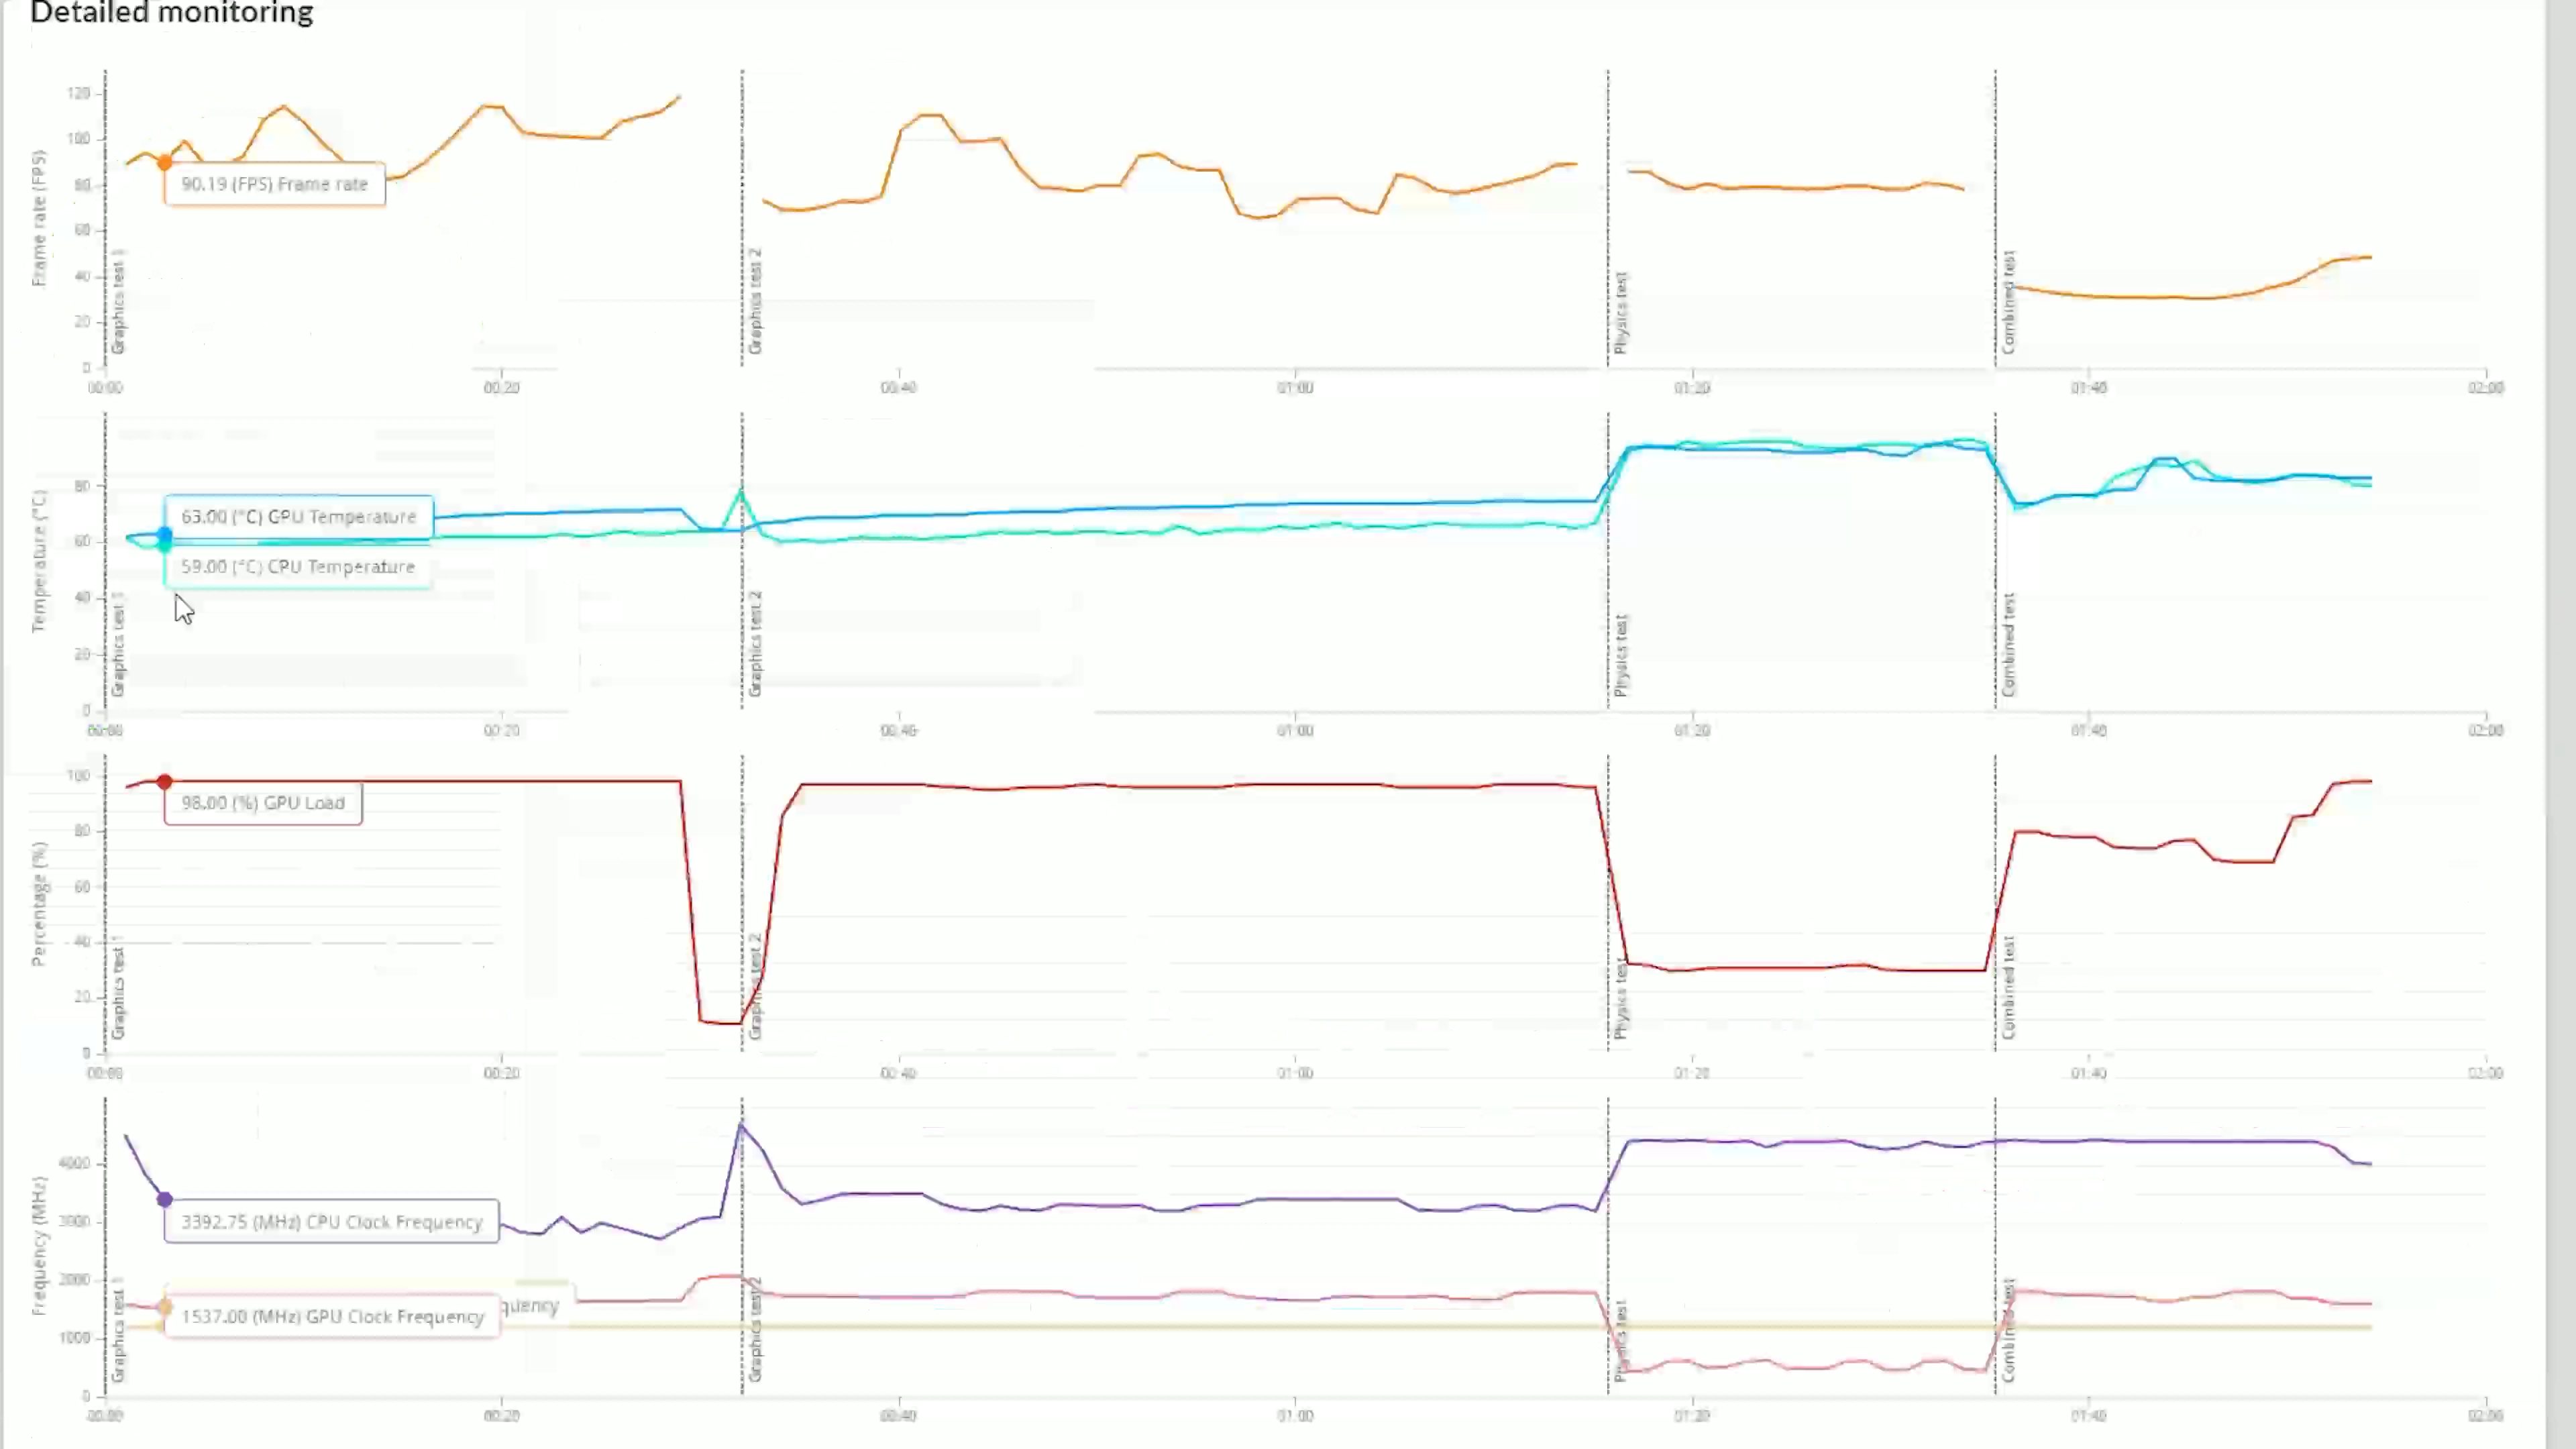 Detailed monitoring
Frame rate (FPS)
120
100
80
60
40
20
0
90.19 (FPS) Frame rate
Graphics test 1
Graphics test 2
Physics test
Combined test
00:00
00:20
00:40
01:00
01:20
01:40
02:00
Temperature (°C)
80
60
40
20
0
63.00 (°C) GPU Temperature
59.00 (°C) CPU Temperature
Graphics test 1
Graphics test 2
Physics test
Combined test
00:00
00:20
00:40
01:00
01:20
01:40
02:00
Percentage (%)
100
80
60
40
20
0
98.00 (%) GPU Load
Graphics test 1
Graphics test 2
Physics test
Combined test
00:00
00:20
00:40
01:00
01:20
01:40
02:00
Frequency (MHz)
4000
3000
2000
1000
0
3392.75 (MHz) CPU Clock Frequency
quency
1537.00 (MHz) GPU Clock Frequency
Graphics test 1
Graphics test 2
Physics test
Combined test
00:00
00:20
00:40
01:00
01:20
01:40
02:00